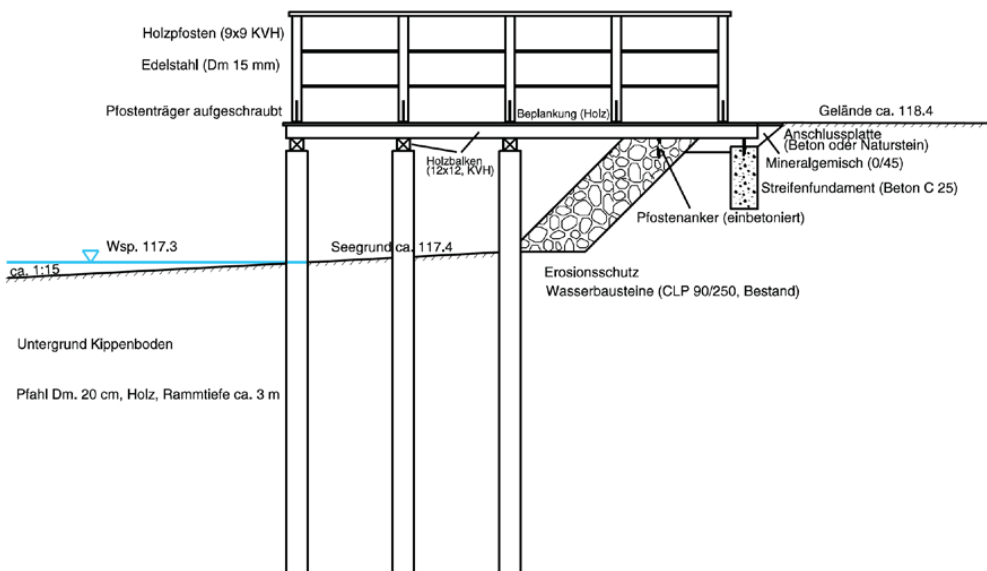 Holzpfosten (9x9 KVH)
Edelstahl (Dm 15 mm)
Pfostenträger aufgeschraubt
Beplankung (Holz)
Gelände ca. 118.4
Anschlussplatte
(Beton oder Naturstein)
Mineralgemisch (0/45)
Streifenfundament (Beton C 25)
Holzbalken
(12x12, KVH)
Pfostenanker (einbetoniert)
Wsp. 117.3
Seegrund ca. 117.4
ca. 1:15
Erosionsschutz
Wasserbausteine (CLP 90/250, Bestand)
Untergrund Kippenboden
Pfahl Dm. 20 cm, Holz, Rammtiefe ca. 3 m